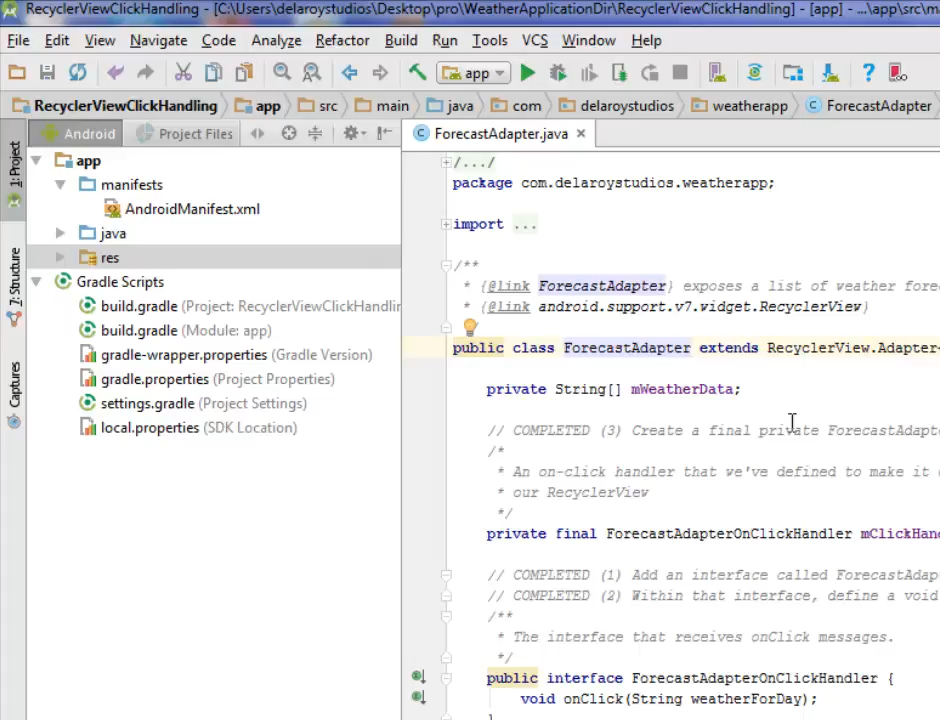 RecyclerViewClickHandling - [C:\Users\delaroystudios\Desktop\pro\WeatherApplicationDir\RecyclerViewClickHandling] - [app] - ...\app\src\m
File Edit View Navigate Code Analyze Refactor Build Run Tools VCS Window Help
app
RecyclerViewClickHandling app src main java com delaroystudios weatherapp ForecastAdapter
Android Project Files ForecastAdapter.java
1: Project
7: Structure
Captures
app
manifests
AndroidManifest.xml
java
res
Gradle Scripts
build.gradle (Project: RecyclerViewClickHandlin
build.gradle (Module: app)
gradle-wrapper.properties (Gradle Version)
gradle.properties (Project Properties)
settings.gradle (Project Settings)
local.properties (SDK Location)
/.../
package com.delaroystudios.weatherapp;
import ...
/**
* {@link ForecastAdapter} exposes a list of weather fore
* {@link android.support.v7.widget.RecyclerView}
*/
public class ForecastAdapter extends RecyclerView.Adapter
private String[] mWeatherData;
// COMPLETED (3) Create a final private ForecastAdapte
/*
* An on-click handler that we've defined to make it
* our RecyclerView
*/
private final ForecastAdapterOnClickHandler mClickHan
// COMPLETED (1) Add an interface called ForecastAdap
// COMPLETED (2) Within that interface, define a void
/**
* The interface that receives onClick messages.
*/
public interface ForecastAdapterOnClickHandler {
void onClick(String weatherForDay);
}